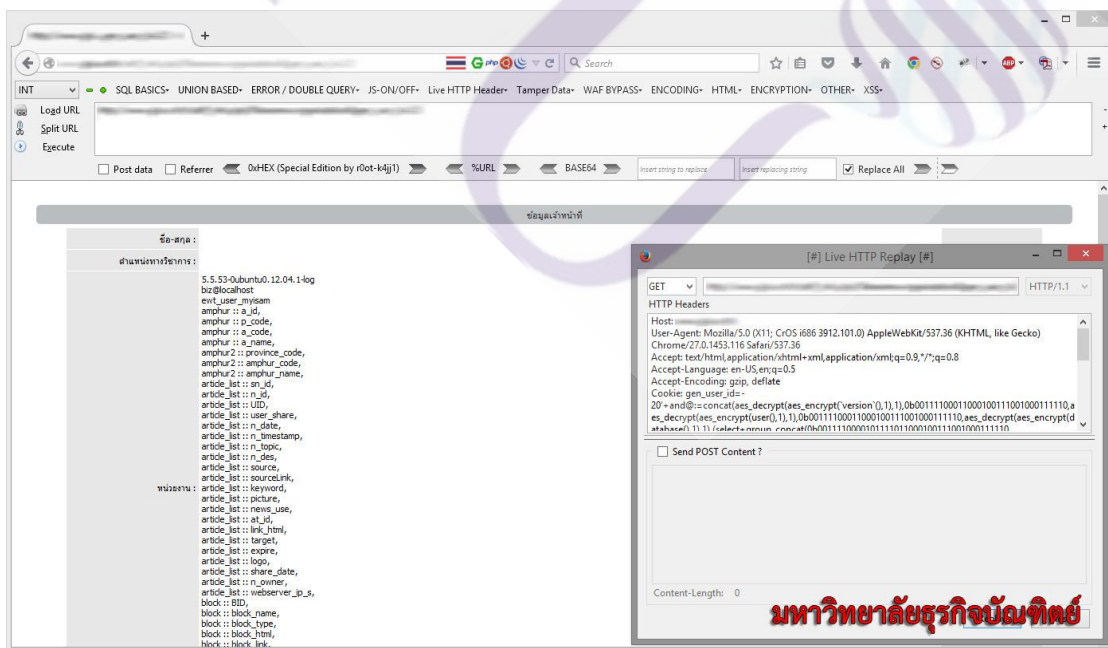 +
Search
INT
SQL BASICS
UNION BASED
ERROR / DOUBLE QUERY
JS-ON/OFF
Live HTTP Header
Tamper Data
WAF BYPASS
ENCODING
HTML
ENCRYPTION
OTHER
XSS
Load URL
Split URL
Execute
Post data
Referrer
0xHEX (Special Edition by r0ot-k4jj1)
%URL
BASE64
Insert string to replace
Insert replacing string
Replace All
ข้อมูลเจ้าหน้าที่
ชื่อ-สกุล :
ตำแหน่งทางวิชาการ :
หน่วยงาน :
5.5.53-0ubuntu0.12.04.1-log
biz@localhost
ewt_user_myisam
amphur :: a_id,
amphur :: p_code,
amphur :: a_code,
amphur :: a_name,
amphur2 :: province_code,
amphur2 :: amphur_code,
amphur2 :: amphur_name,
article_list :: sn_id,
article_list :: n_id,
article_list :: UID,
article_list :: user_share,
article_list :: n_date,
article_list :: n_timestamp,
article_list :: n_topic,
article_list :: n_des,
article_list :: source,
article_list :: sourceLink,
article_list :: keyword,
article_list :: picture,
article_list :: news_use,
article_list :: at_id,
article_list :: link_html,
article_list :: target,
article_list :: expire,
article_list :: logo,
article_list :: share_date,
article_list :: n_owner,
article_list :: webserver_ip_s,
block :: BID,
block :: block_name,
block :: block_type,
block :: block_html,
block :: block_link,
[#] Live HTTP Replay [#]
GET
HTTP/1.1
HTTP Headers
Host:
User-Agent: Mozilla/5.0 (X11; CrOS i686 3912.101.0) AppleWebKit/537.36 (KHTML, like Gecko)
Chrome/27.0.1453.116 Safari/537.36
Accept: text/html,application/xhtml+xml,application/xml;q=0.9,*/*;q=0.8
Accept-Language: en-US,en;q=0.5
Accept-Encoding: gzip, deflate
Cookie: gen_user_id=-
Send POST Content ?
Content-Length: 0
มหาวิทยาลัยธุรกิจบัณฑิตย์